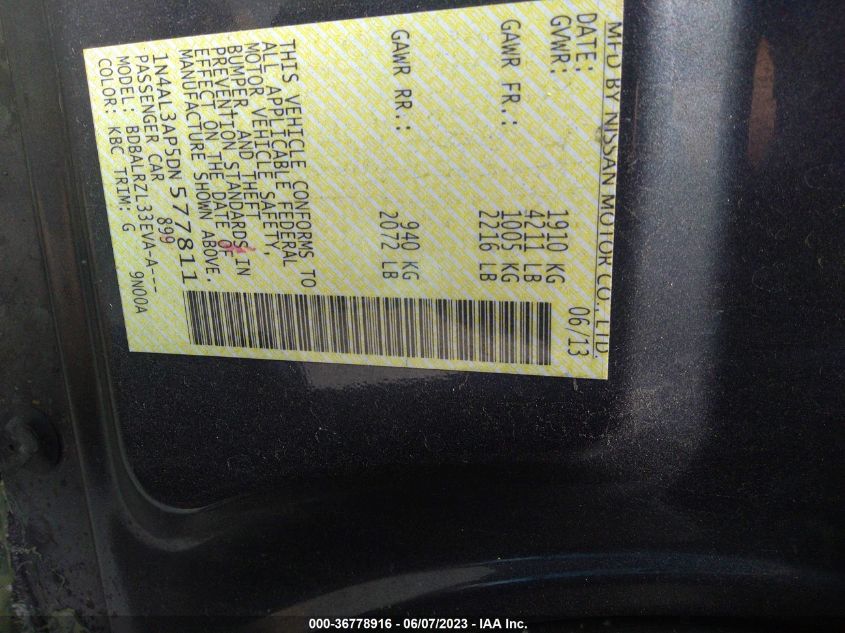 MFD BY NISSAN MOTOR CO., LTD.
DATE: 06/13
GVWR: 1910 KG
4211 LB
GAWR FR.: 1005 KG
2216 LB
GAWR RR.: 940 KG
2072 LB
THIS VEHICLE CONFORMS TO
ALL APPLICABLE FEDERAL
MOTOR VEHICLE SAFETY,
BUMPER AND THEFT
PREVENTION STANDARDS IN
EFFECT ON THE DATE OF
MANUFACTURE SHOWN ABOVE.
1N4AL3AP5DN577811
PASSENGER CAR 899
MODEL: BDBALRZL33EVA-A---
COLOR: KBC TRIM: G 9N00A
000-36778916 - 06/07/2023 - IAA Inc.